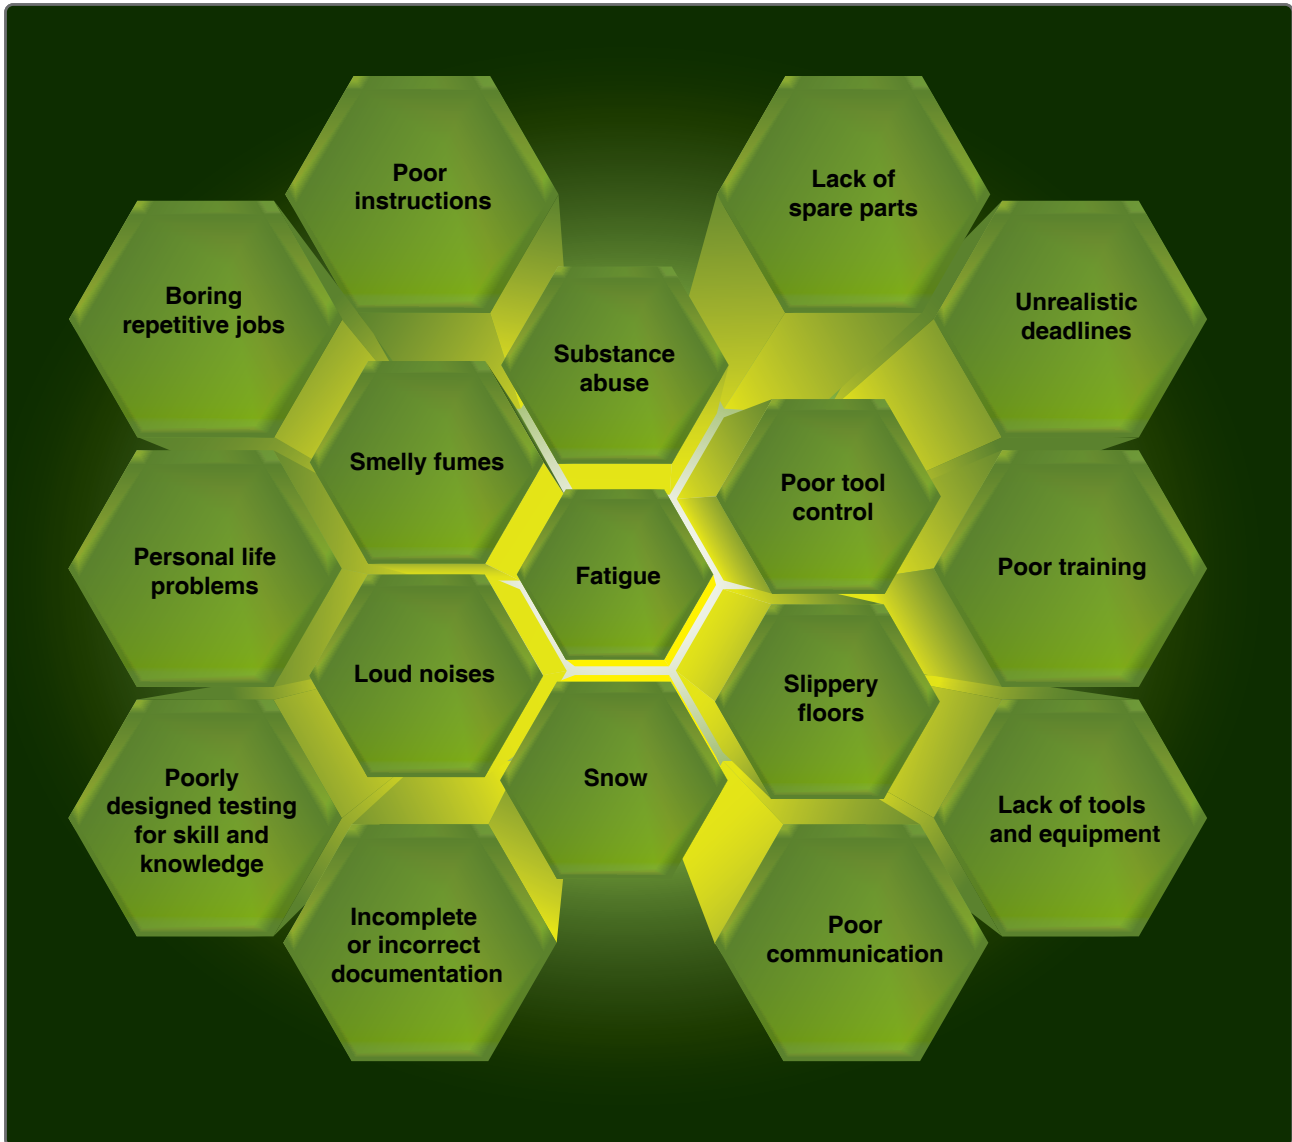 Poor
instructions
Lack of
spare parts
Boring
repetitive jobs
Unrealistic
deadlines
Substance
abuse
Smelly fumes
Poor tool
control
Personal life
problems
Fatigue
Poor training
Loud noises
Slippery
floors
Poorly
designed testing
for skill and
knowledge
Snow
Lack of tools
and equipment
Incomplete
or incorrect
documentation
Poor
communication